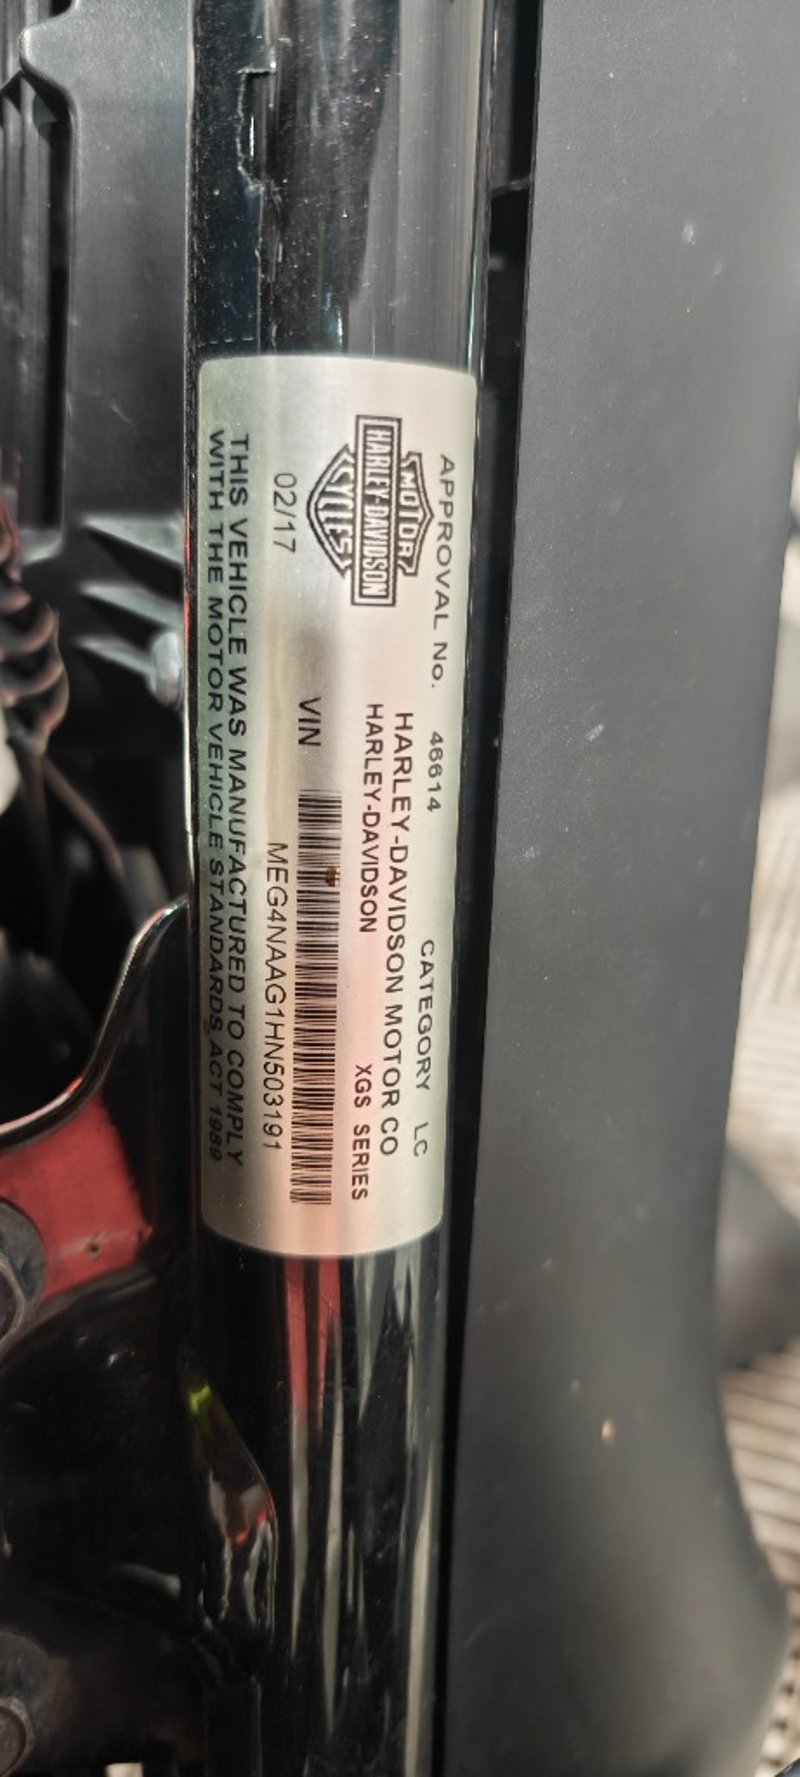 APPROVAL No. 46614 CATEGORY LC
MOTOR
HARLEY-DAVIDSON
CYCLES
HARLEY-DAVIDSON MOTOR CO
HARLEY-DAVIDSON XGS SERIES
02/17
VIN
MEG4NAAG1HN503191
THIS VEHICLE WAS MANUFACTURED TO COMPLY
WITH THE MOTOR VEHICLE STANDARDS ACT 1989